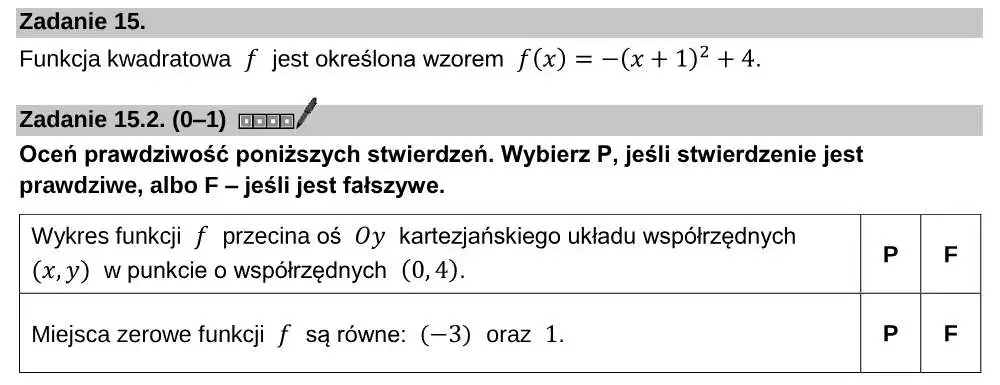 Zadanie 15.
Funkcja kwadratowa f jest określona wzorem f(x) = −(x + 1)² + 4.
Zadanie 15.2. (0–1)
Oceń prawdziwość poniższych stwierdzeń. Wybierz P, jeśli stwierdzenie jest
prawdziwe, albo F – jeśli jest fałszywe.
Wykres funkcji f przecina oś Oy kartezjańskiego układu współrzędnych
(x, y) w punkcie o współrzędnych (0, 4).
P F
Miejsca zerowe funkcji f są równe: (−3) oraz 1.
P F